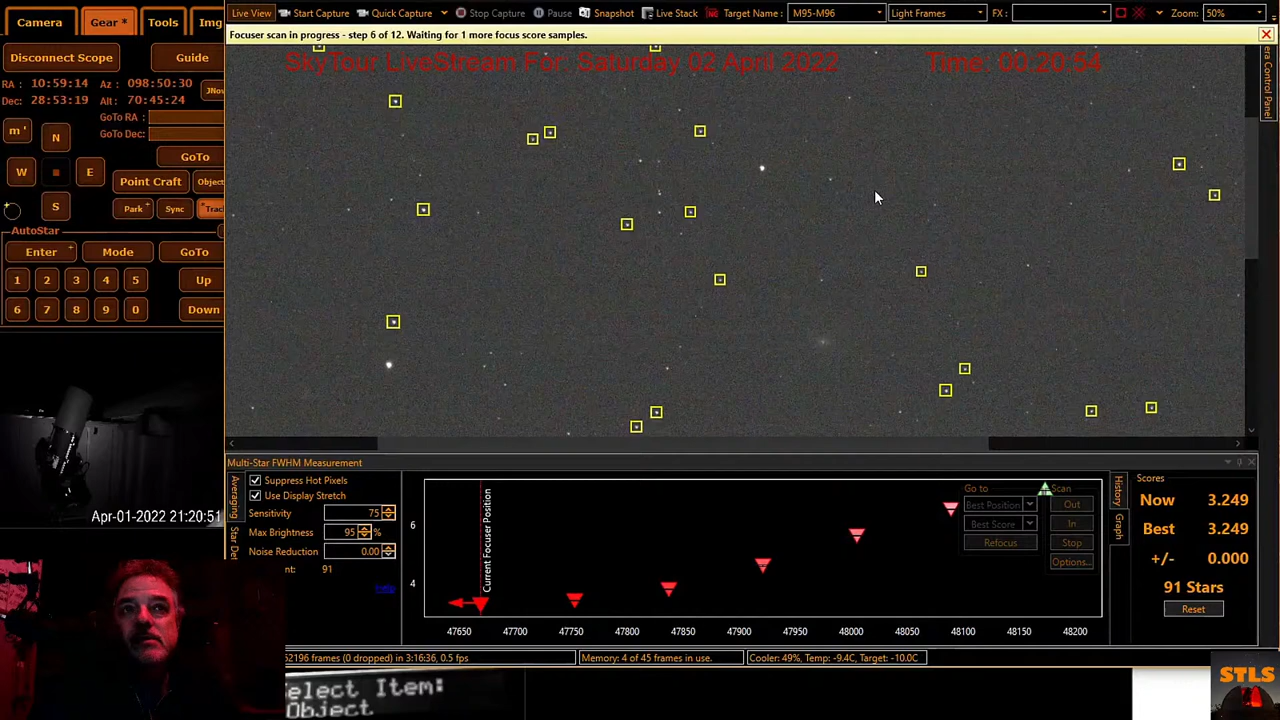 Camera Gear * Tools Img
Live View Start Capture Quick Capture Stop Capture Pause Snapshot Live Stack Target Name : M95-M96 Light Frames FX : Zoom: 50%
Focuser scan in progress - step 6 of 12. Waiting for 1 more focus score samples.
Disconnect Scope Guide
SkyTour LiveStream For Saturday 02 April 2022 Time: 00:20:54
RA : 10:59:14 Az : 098:50:30 JNow
Dec: 28:53:19 Alt : 70:45:24
GoTo RA :
GoTo Dec:
m ' N
GoTo
W E
Point Craft Object
S
Park + Sync
AutoStar
Enter + Mode GoTo
1 2 3 4 5 Up
6 7 8 9 0 Down
era Control Panel
Multi-Star FWHM Measurement
Averaging
Star De
Suppress Hot Pixels
Use Display Stretch
Sensitivity 75
Max Brightness 95 %
Noise Reduction 0.00
91
Current Focuser Position
6
4
47650 47700 47750 47800 47850 47900 47950 48000 48050 48100 48150 48200
Go to Scan
Best Position Out
Best Score In
Refocus Stop
Options...
History
Graph
Scores
Now 3.249
Best 3.249
+/- 0.000
91 Stars
Reset
Apr-01-2022 21:20:51
62196 frames (0 dropped) in 3:16:36, 0.5 fps Memory: 4 of 45 frames in use. Cooler: 49%, Temp: -9.4C, Target: -10.0C
Select Item:
Object
STLS